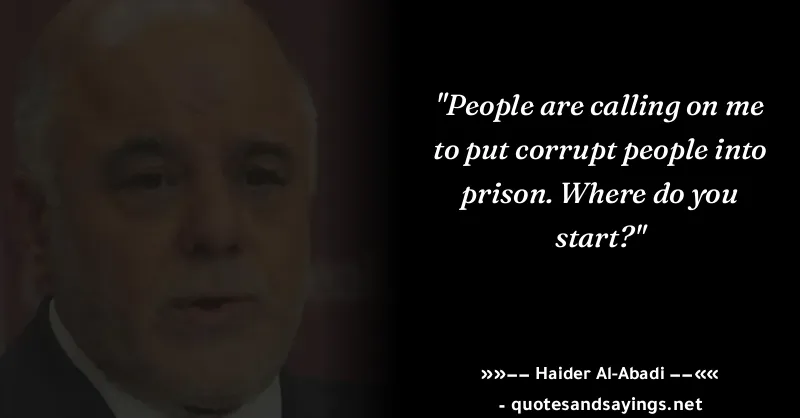 "People are calling on me
to put corrupt people into
prison. Where do you
start?"
»»−− Haider Al-Abadi −−««
- quotesandsayings.net